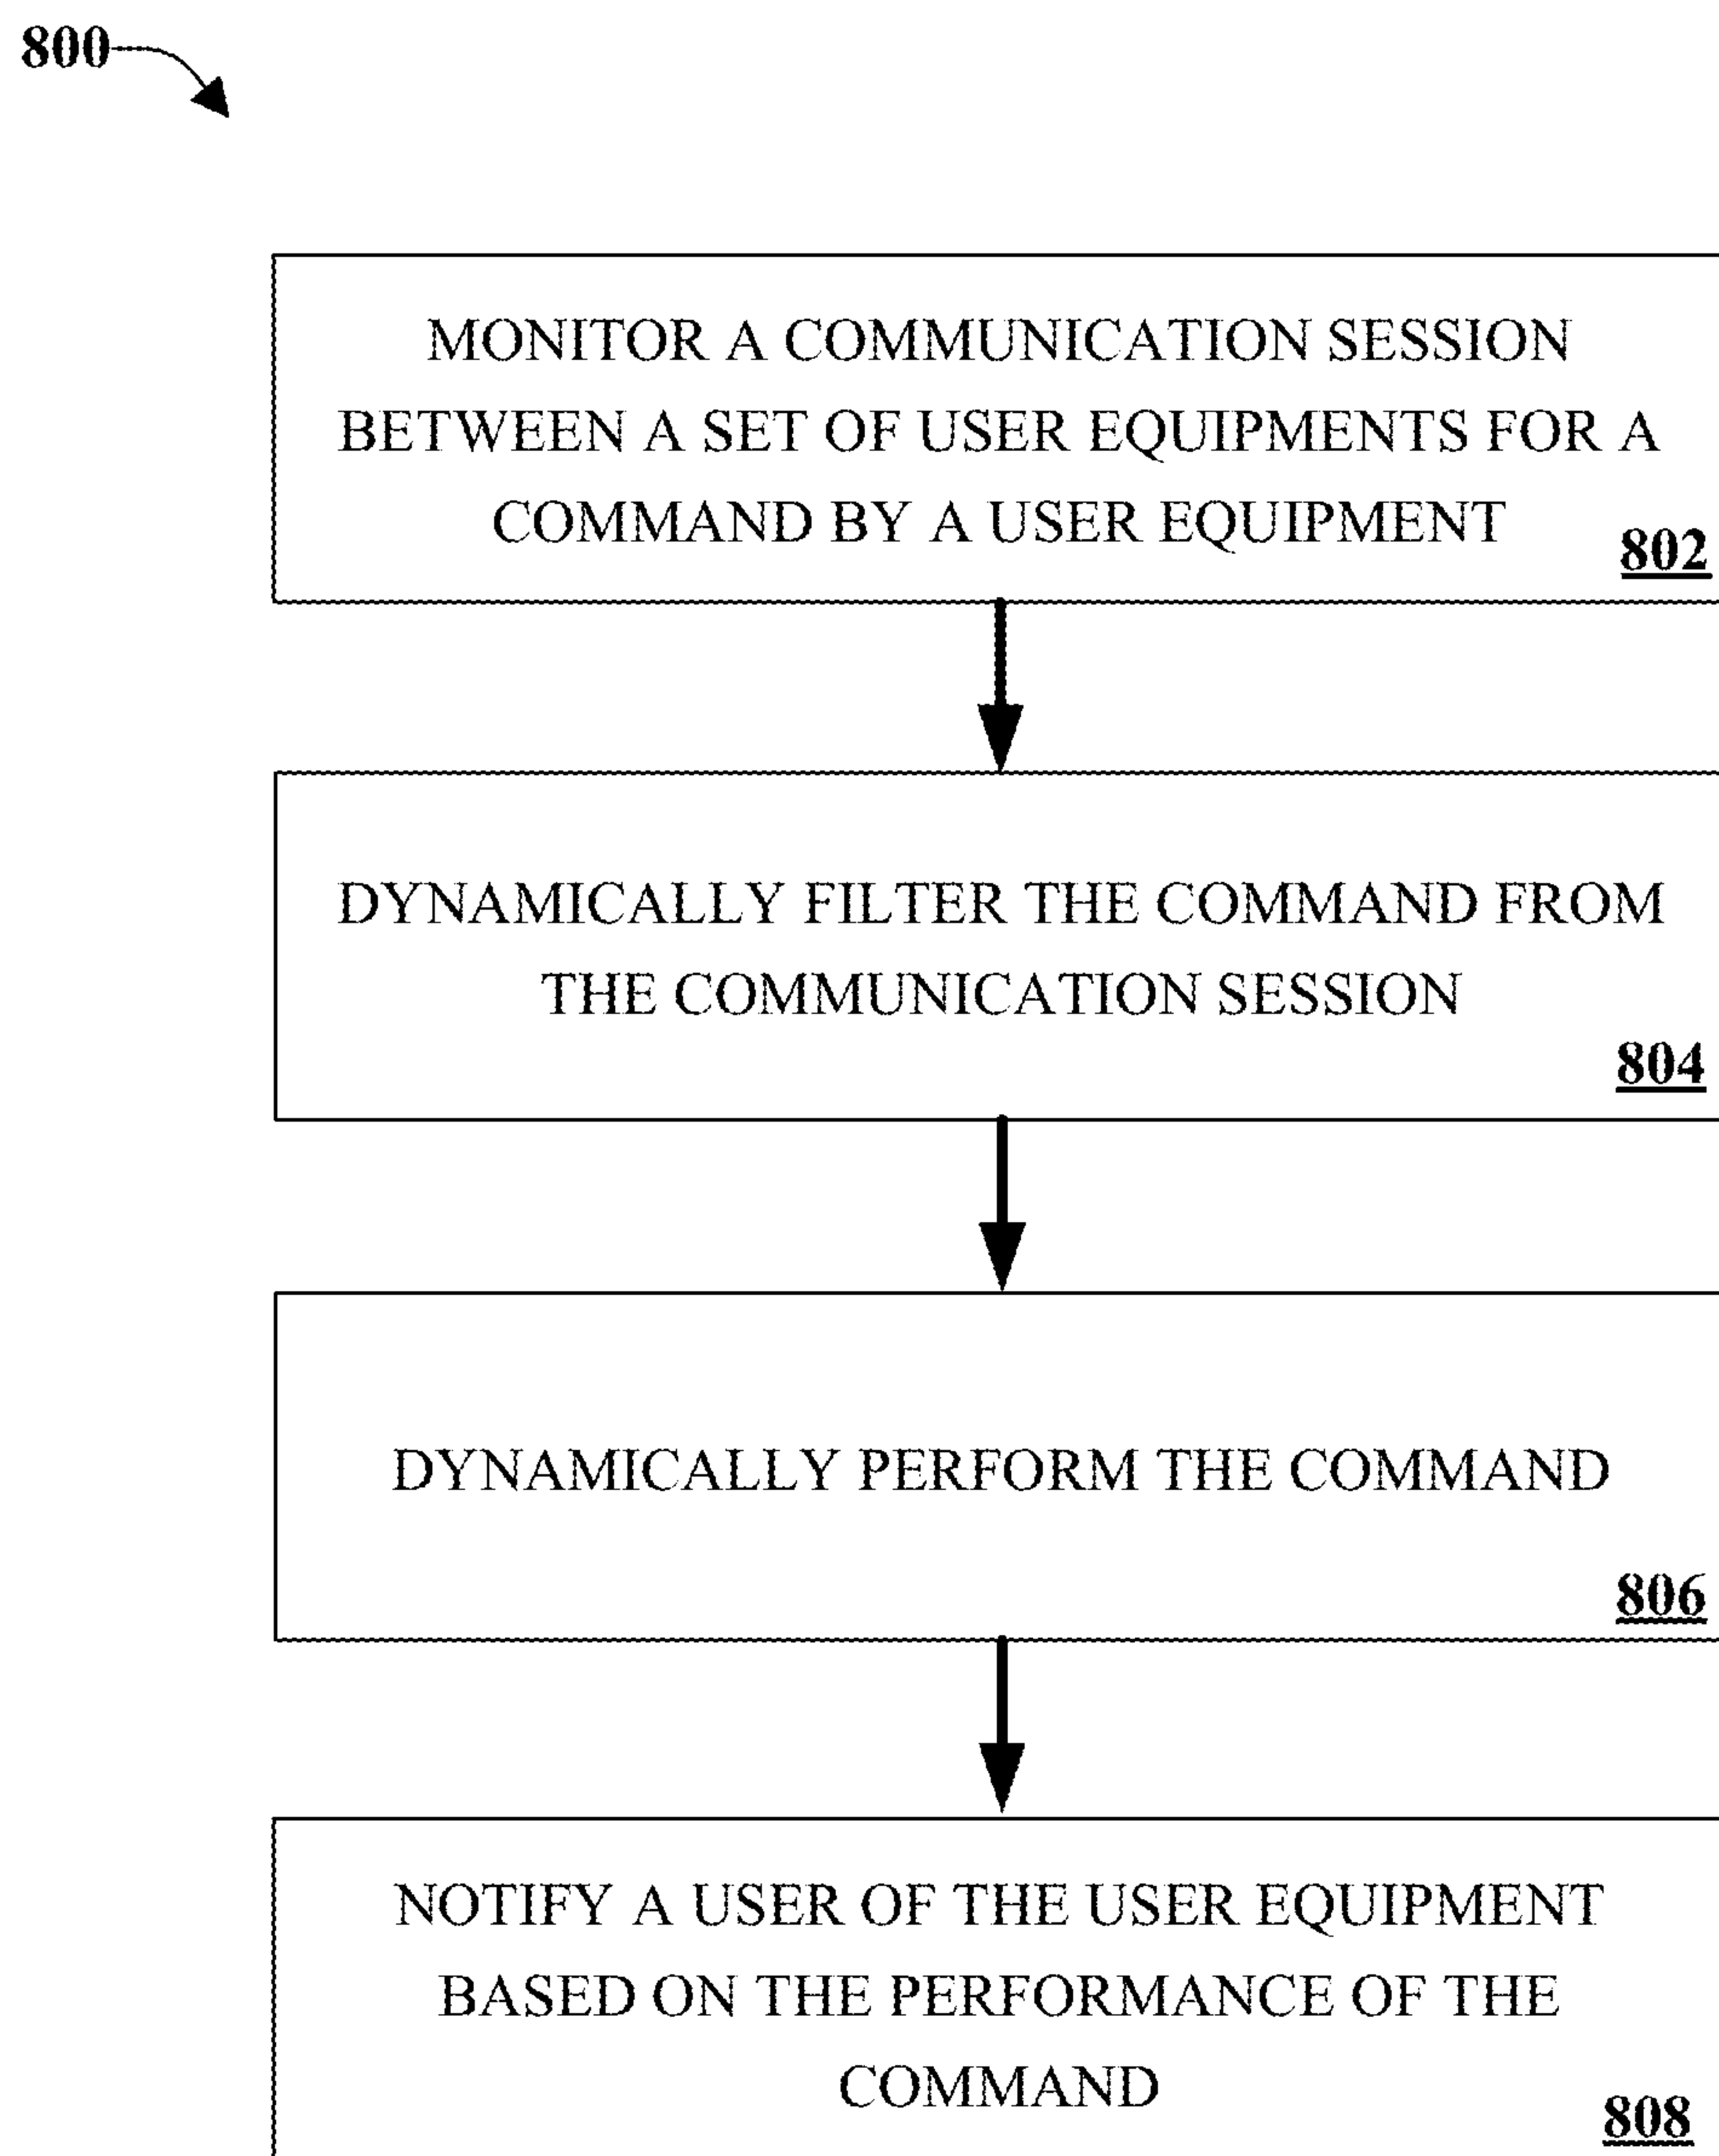 800
MONITOR A COMMUNICATION SESSION
BETWEEN A SET OF USER EQUIPMENTS FOR A
COMMAND BY A USER EQUIPMENT
802
DYNAMICALLY FILTER THE COMMAND FROM
THE COMMUNICATION SESSION
804
DYNAMICALLY PERFORM THE COMMAND
806
NOTIFY A USER OF THE USER EQUIPMENT
BASED ON THE PERFORMANCE OF THE
COMMAND
808